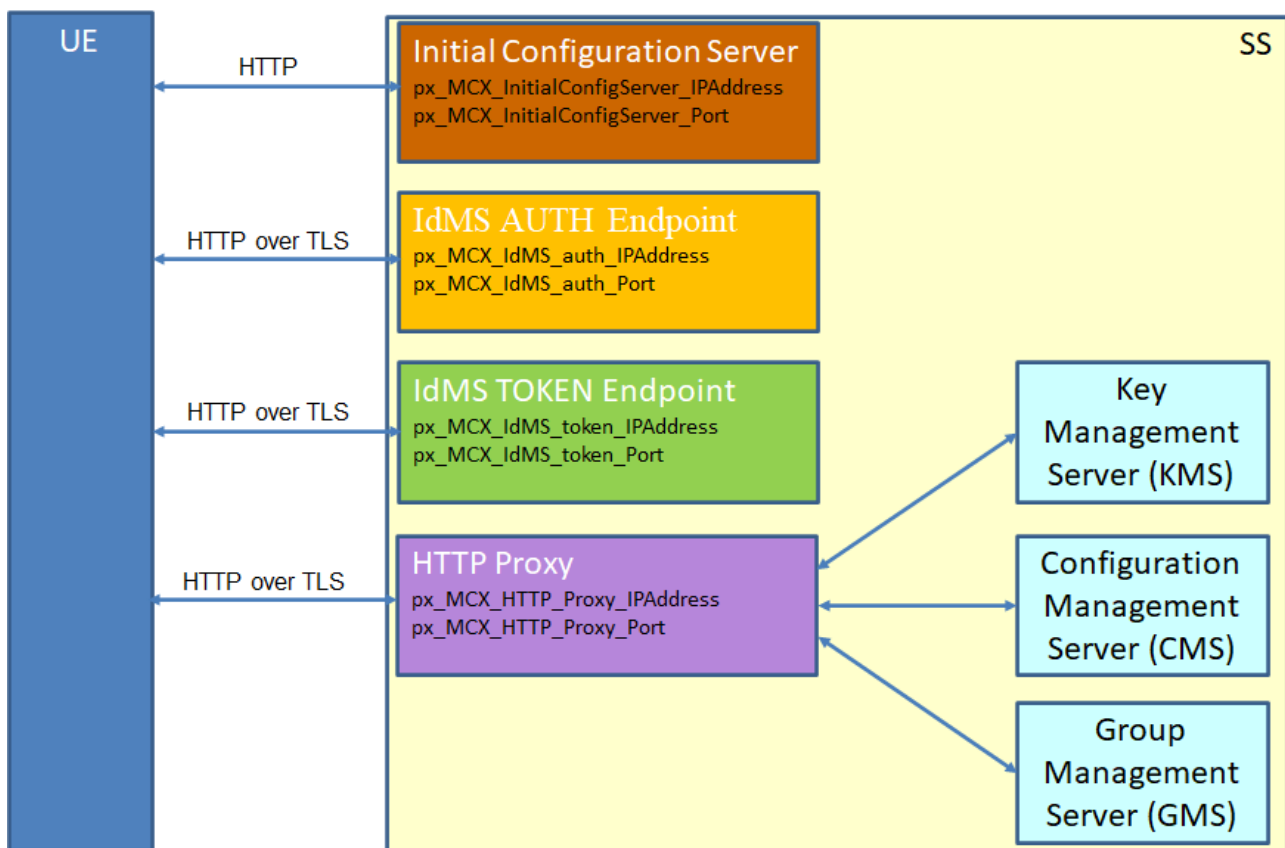 UE
SS
HTTP
Initial Configuration Server
px_MCX_InitialConfigServer_IPAddress
px_MCX_InitialConfigServer_Port
HTTP over TLS
IdMS AUTH Endpoint
px_MCX_IdMS_auth_IPAddress
px_MCX_IdMS_auth_Port
HTTP over TLS
IdMS TOKEN Endpoint
px_MCX_IdMS_token_IPAddress
px_MCX_IdMS_token_Port
HTTP over TLS
HTTP Proxy
px_MCX_HTTP_Proxy_IPAddress
px_MCX_HTTP_Proxy_Port
Key
Management
Server (KMS)
Configuration
Management
Server (CMS)
Group
Management
Server (GMS)